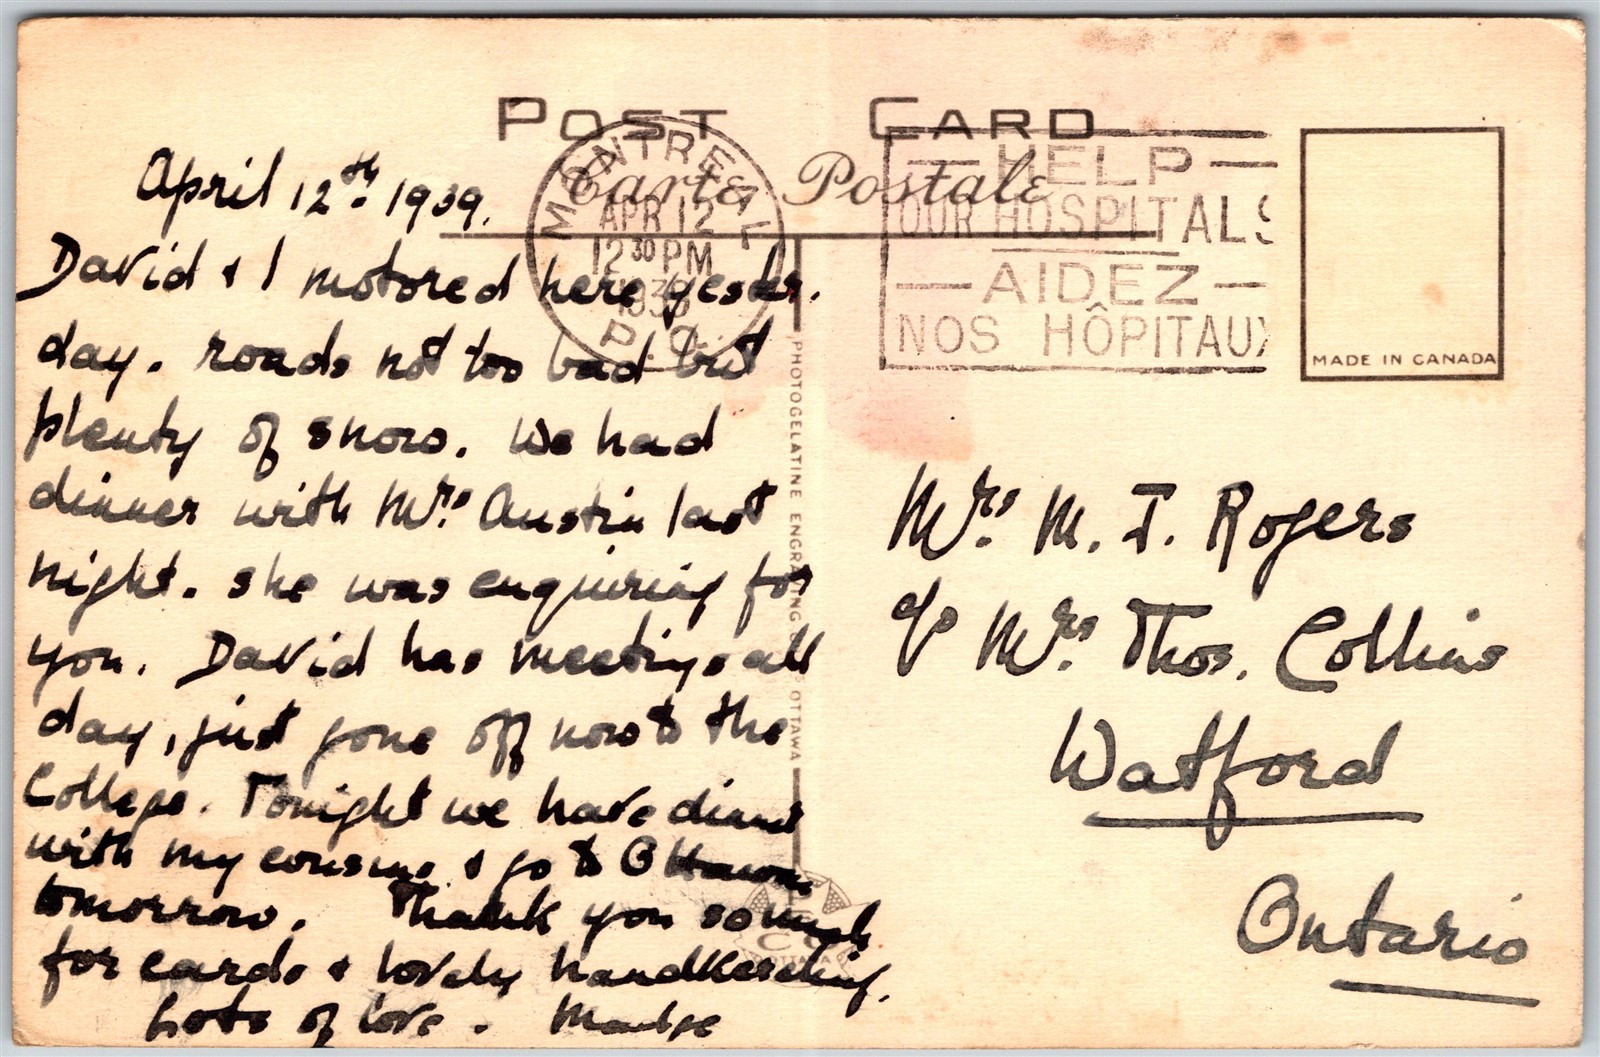 POST CARD
Carte Postale
MONTREAL
APR 12
12 30 PM
1939
P.Q.
HELP
OUR HOSPITALS
AIDEZ
NOS HÔPITAUX
MADE IN CANADA
PHOTOGELATINE ENGRAVING CO. OTTAWA
April 12th. 1939.
David & I motored here yester.
day. roads not too bad but
plenty of snow. We had
dinner with Mrs. Austin last
night. she was enquiring for
you. David has meetings all
day, just gone off now to the
College. Tonight we have dinner
with my cousins & go to Ottawa
tomorrow. Thank you so much
for cards & lovely handkerchief.
Lots of love. Madge
Mrs. M. J. Rogers
c/o Mrs. Thos. Collins
Watford
Ontario